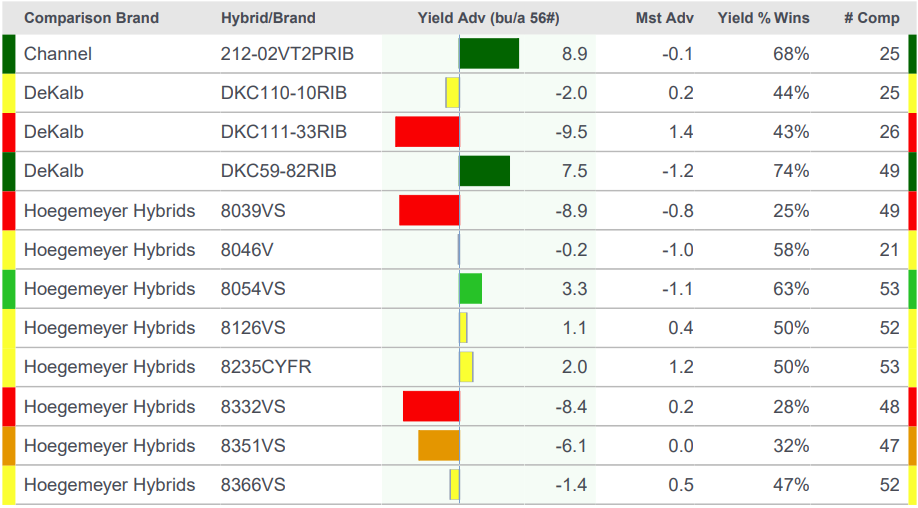 Comparison Brand Hybrid/Brand Yield Adv (bu/a 56#) Mst Adv Yield % Wins # Comp
Channel 212-02VT2PRIB 8.9 -0.1 68% 25
DeKalb DKC110-10RIB -2.0 0.2 44% 25
DeKalb DKC111-33RIB -9.5 1.4 43% 26
DeKalb DKC59-82RIB 7.5 -1.2 74% 49
Hoegemeyer Hybrids 8039VS -8.9 -0.8 25% 49
Hoegemeyer Hybrids 8046V -0.2 -1.0 58% 21
Hoegemeyer Hybrids 8054VS 3.3 -1.1 63% 53
Hoegemeyer Hybrids 8126VS 1.1 0.4 50% 52
Hoegemeyer Hybrids 8235CYFR 2.0 1.2 50% 53
Hoegemeyer Hybrids 8332VS -8.4 0.2 28% 48
Hoegemeyer Hybrids 8351VS -6.1 0.0 32% 47
Hoegemeyer Hybrids 8366VS -1.4 0.5 47% 52